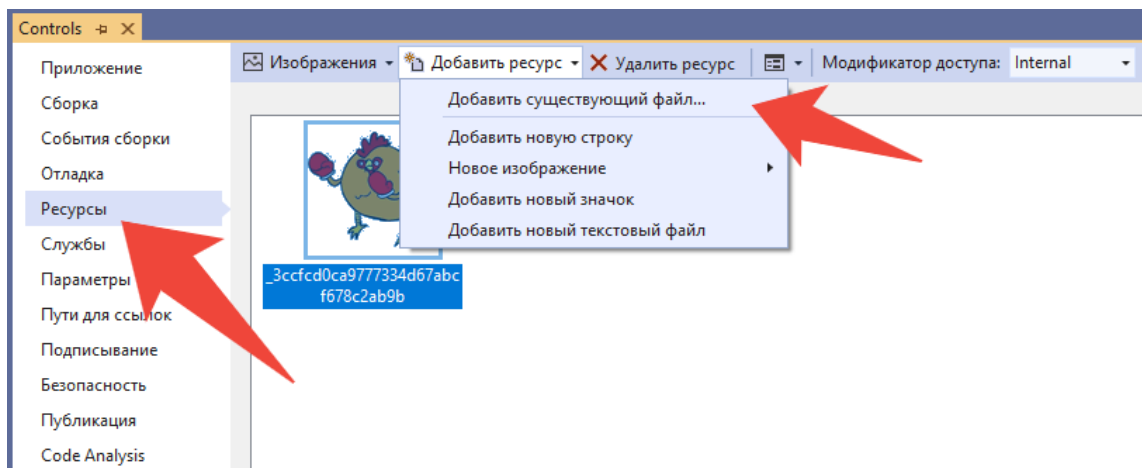 Controls
Приложение
Сборка
События сборки
Отладка
Ресурсы
Службы
Параметры
Пути для ссылок
Подписывание
Безопасность
Публикация
Code Analysis
Изображения Добавить ресурс Удалить ресурс Модификатор доступа: Internal
Добавить существующий файл...
Добавить новую строку
Новое изображение
Добавить новый значок
Добавить новый текстовый файл
_3ccfcd0ca9777334d67abc
f678c2ab9b